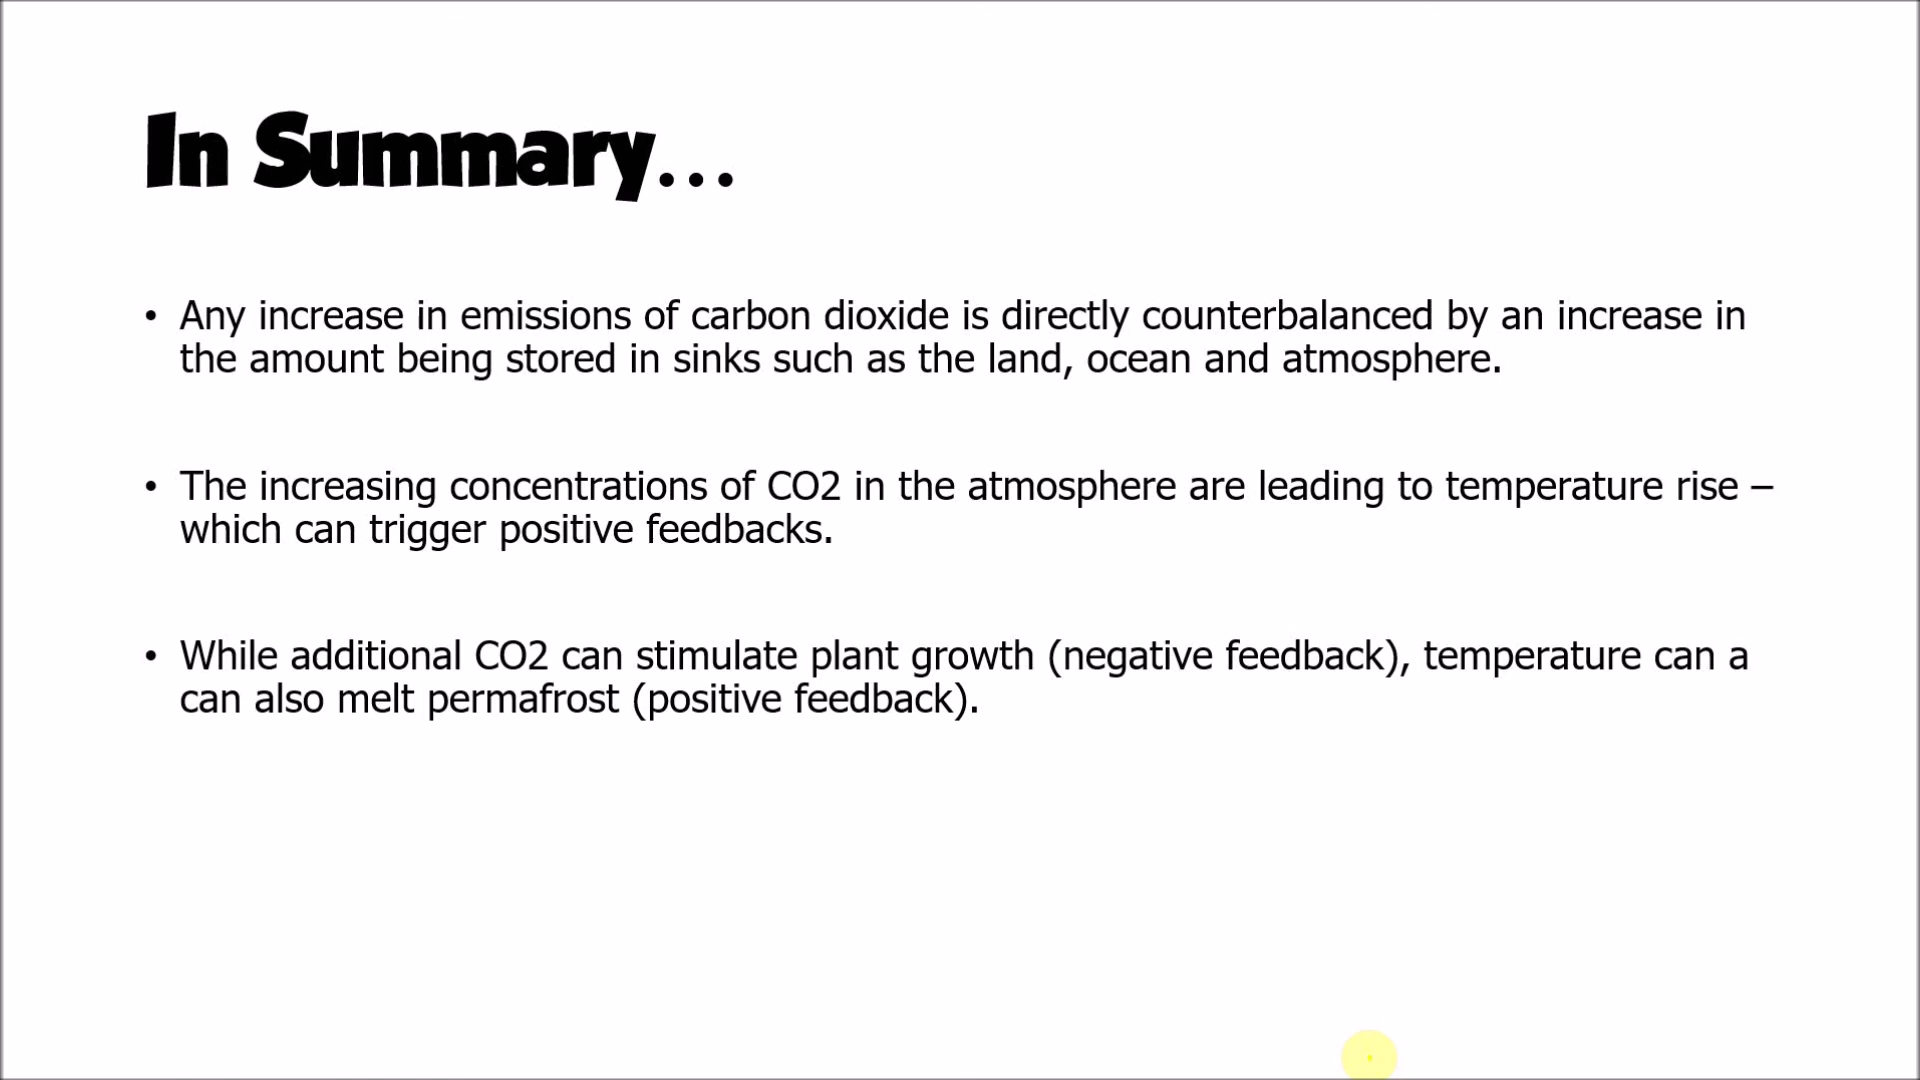 In Summary…
• Any increase in emissions of carbon dioxide is directly counterbalanced by an increase in
the amount being stored in sinks such as the land, ocean and atmosphere.
• The increasing concentrations of CO2 in the atmosphere are leading to temperature rise –
which can trigger positive feedbacks.
• While additional CO2 can stimulate plant growth (negative feedback), temperature can a
can also melt permafrost (positive feedback).